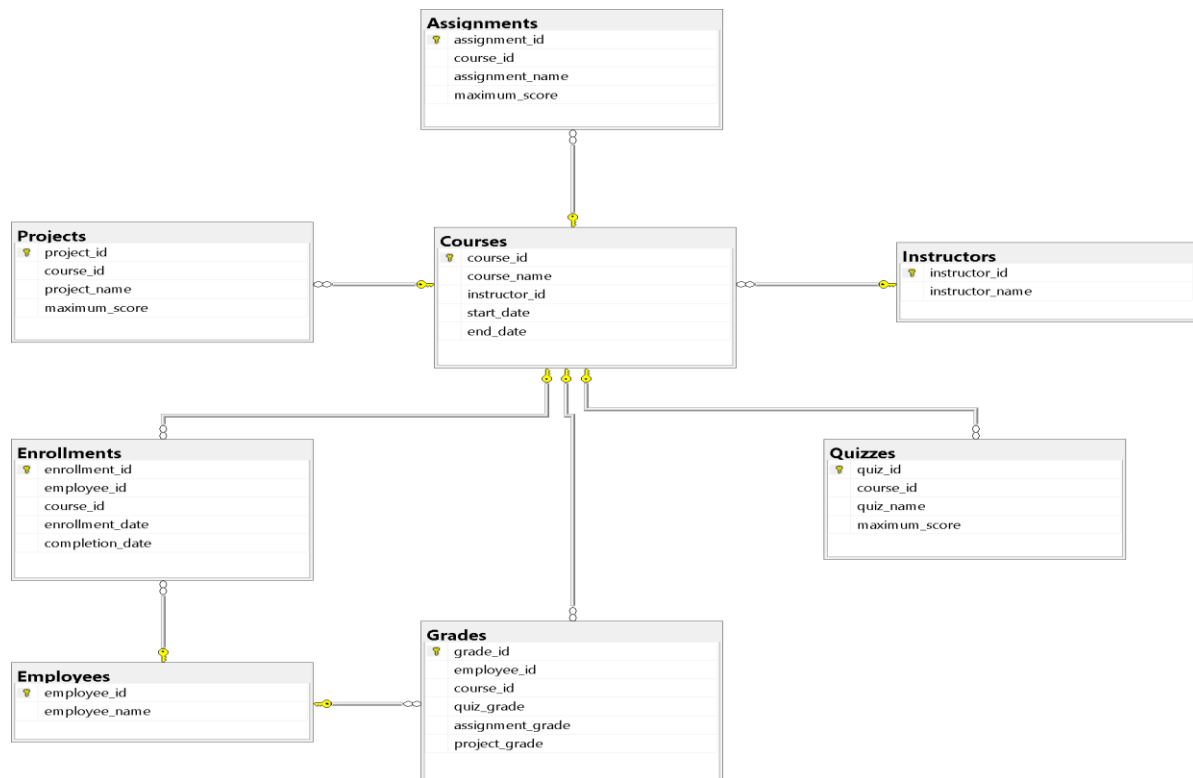 Assignments
assignment_id
course_id
assignment_name
maximum_score
Projects
project_id
course_id
project_name
maximum_score
Courses
course_id
course_name
instructor_id
start_date
end_date
Instructors
instructor_id
instructor_name
Enrollments
enrollment_id
employee_id
course_id
enrollment_date
completion_date
Quizzes
quiz_id
course_id
quiz_name
maximum_score
Employees
employee_id
employee_name
Grades
grade_id
employee_id
course_id
quiz_grade
assignment_grade
project_grade